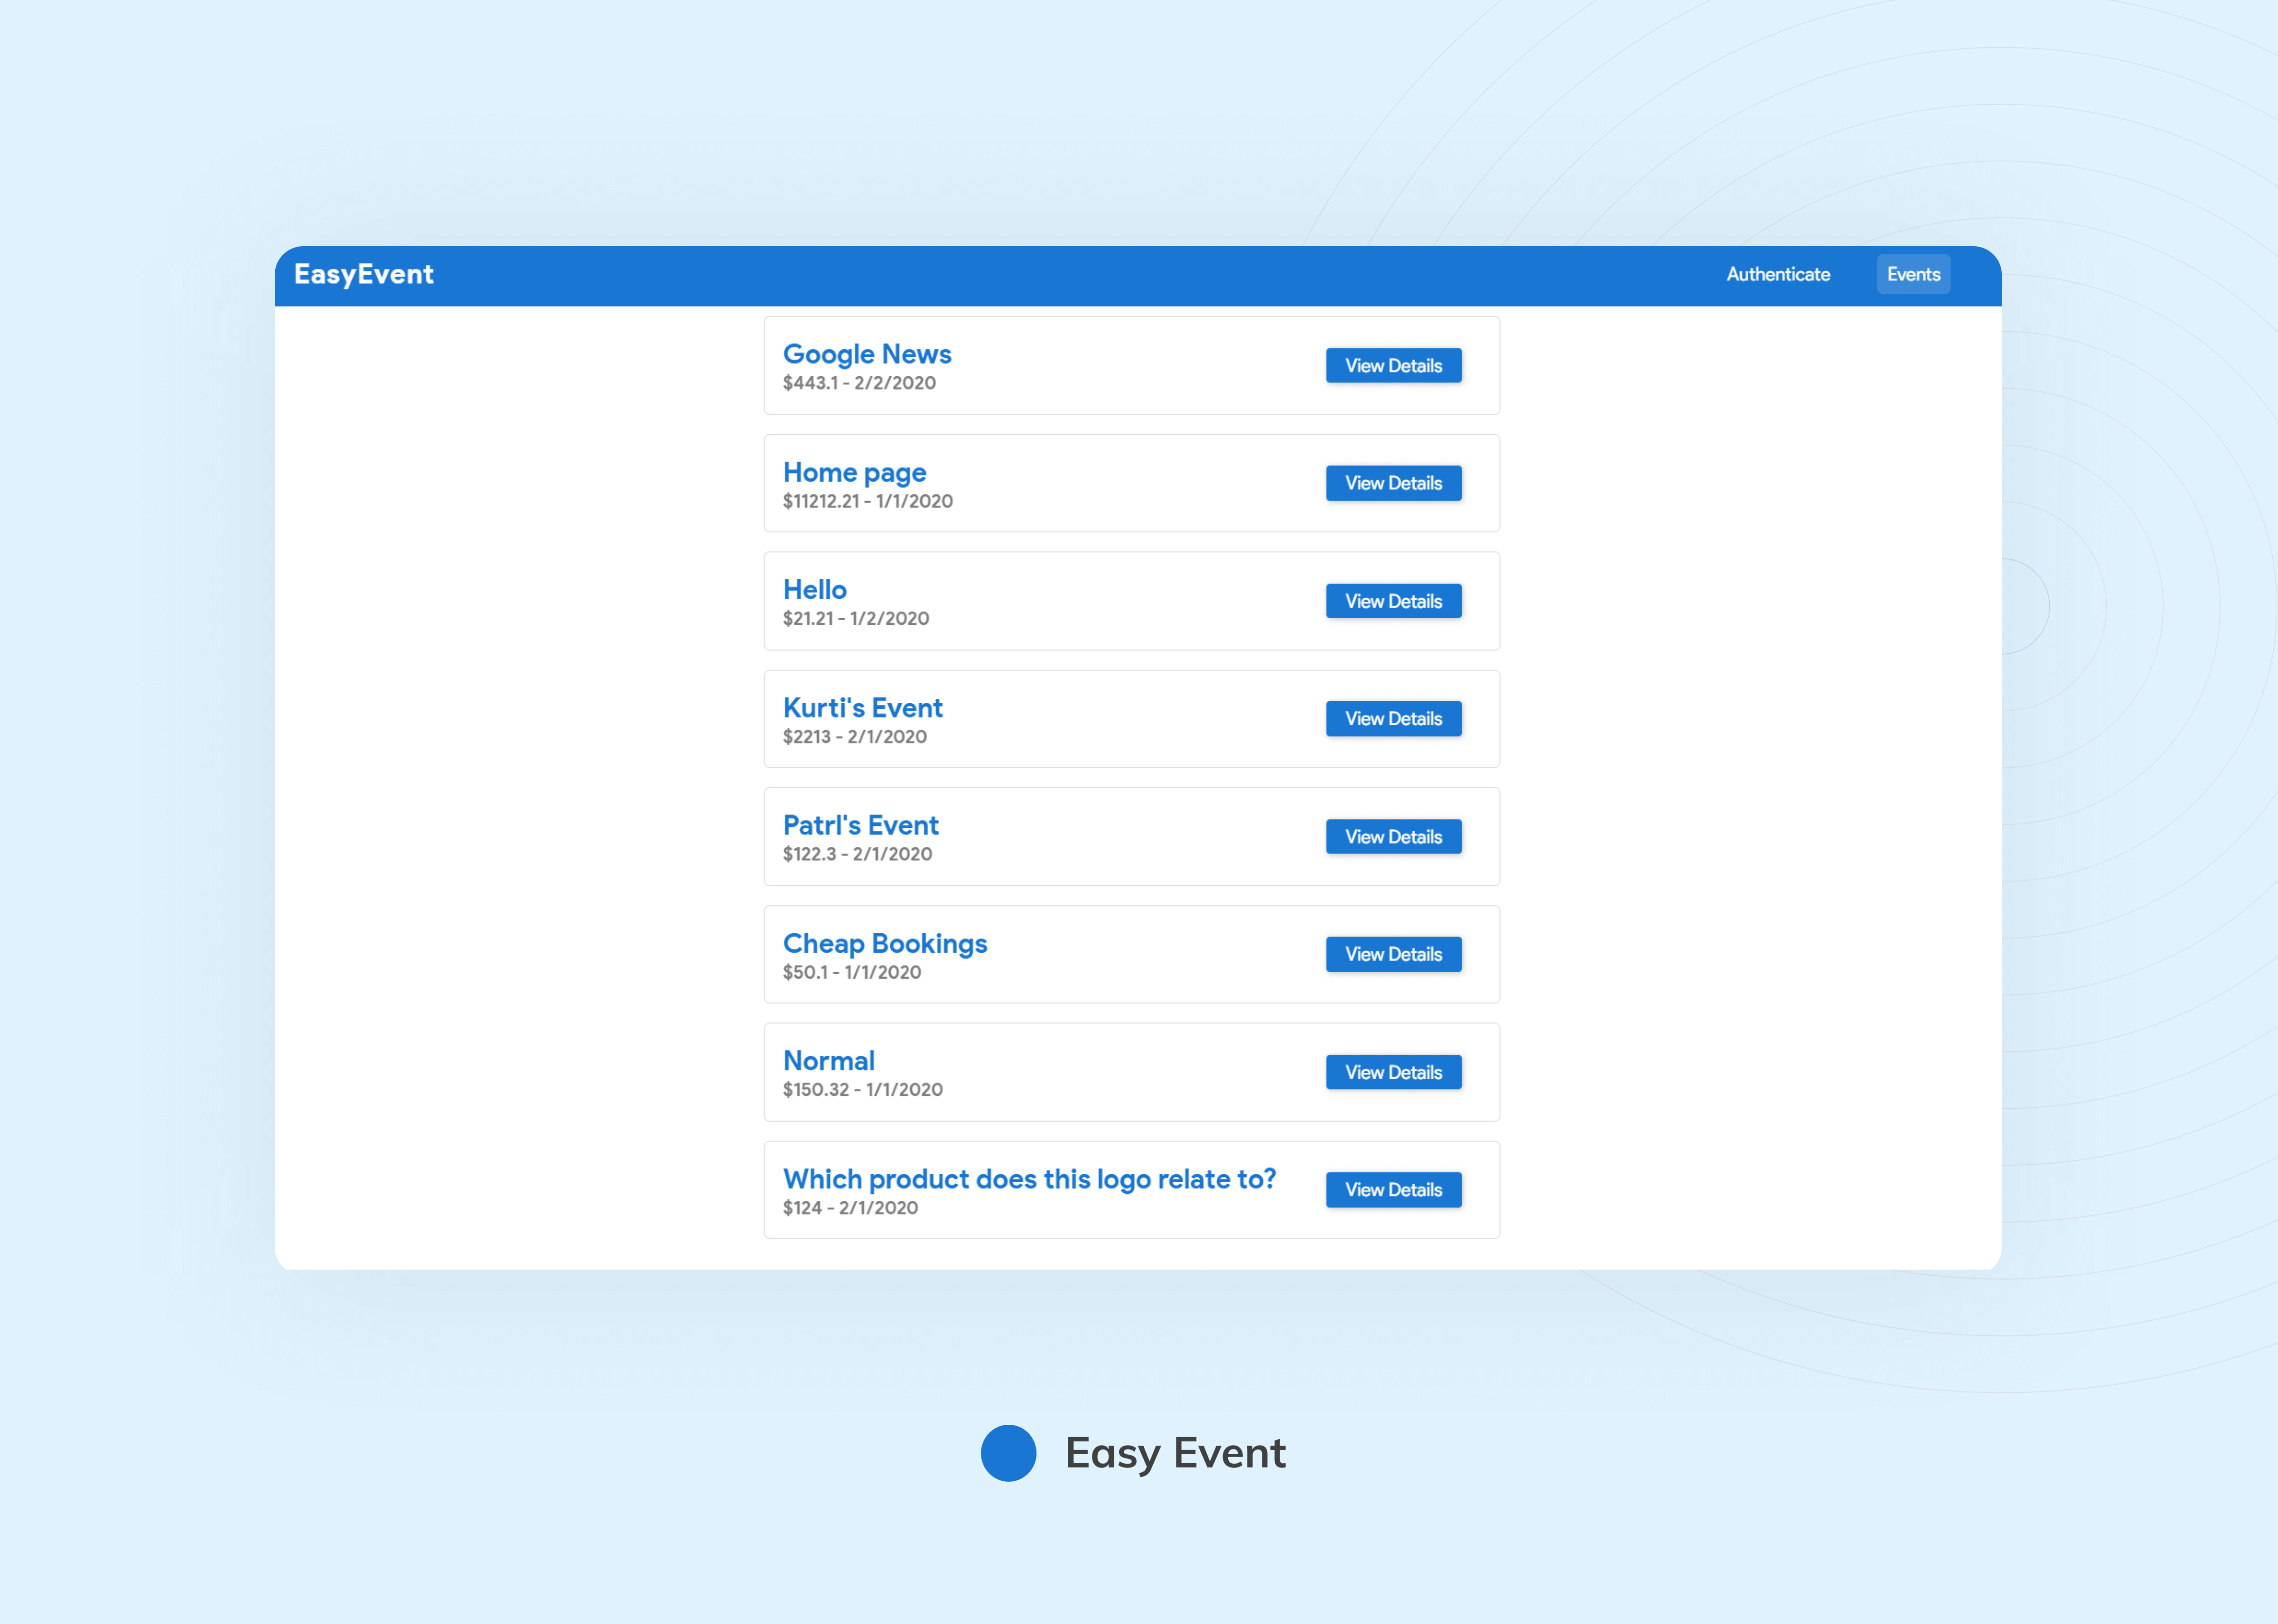 EasyEvent
Authenticate
Events
Google News
$443.1 - 2/2/2020
View Details
Home page
$11212.21 - 1/1/2020
View Details
Hello
$21.21 - 1/2/2020
View Details
Kurti's Event
$2213 - 2/1/2020
View Details
Patrl's Event
$122.3 - 2/1/2020
View Details
Cheap Bookings
$50.1 - 1/1/2020
View Details
Normal
$150.32 - 1/1/2020
View Details
Which product does this logo relate to?
$124 - 2/1/2020
View Details
Easy Event